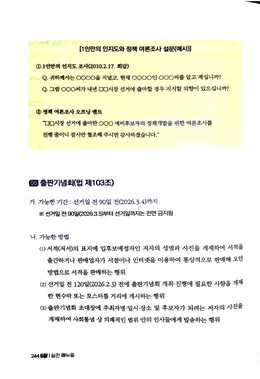 [1인만의 인지도와 정책 여론조사 설문(예시)]
① 1인만의 인지도 조사(2010.2.17. 회답)
Q. 귀하께서는 ○○○○을 지냈고, 현재 ○○○○인 ○○○씨를 알고 계십니까?
Q. 그럼 ○○○씨가 내년 □□시장 선거에 출마할 경우 지지할 의향이 있으십니까?
② 정책 여론조사 오프닝 멘트
"□□시장 선거에 출마한 ○○○ 예비후보자의 정책개발을 위한 여론조사를
진행 중이니 잠시만 협조해 주시면 감사하겠습니다."
출판기념회(법 제103조)
가. 가능한 기간 : 선거일 전 90일 전(2026.3.4)까지
※ 선거일 전 90일(2026.3.5)부터 선거일까지는 전면 금지됨
나. 가능한 방법
(1) 서적(저서)의 표지에 입후보예정자인 저자의 성명과 사진을 게재하여 서적을
출간하거나 판매업자가 서점이나 인터넷을 이용하여 통상적으로 판매해 오던
방법으로 서적을 판매하는 행위
(2) 선거일 전 120일(2026.2.3) 전에 출판기념회 개최·진행에 필요한 사항을 게재
한 현수막 또는 포스터를 거리에 게시하는 행위
(3) 출판기념회 초대장에 주최자명·일시·장소 및 후보자가 되려는 저자의 사진을
게재하여 사회통념 상 의례적인 범위 안의 인사들에게 발송하는 행위
244 실전 매뉴얼